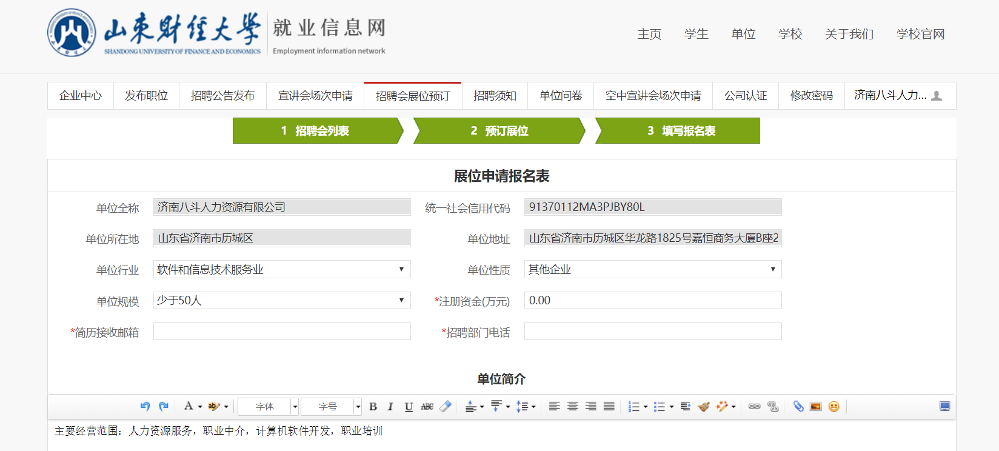 山东财经大学 就业信息网
SHANDONG UNIVERSITY OF FINANCE AND ECONOMICS Employment information network
主页 学生 单位 学校 关于我们 学校官网
企业中心 发布职位 招聘公告发布 宣讲会场次申请 招聘会展位预订 招聘须知 单位问卷 空中宣讲会场次申请 公司认证 修改密码 济南八斗人力...
1 招聘会列表 2 预订展位 3 填写报名表
展位申请报名表
单位全称 济南八斗人力资源有限公司 统一社会信用代码 91370112MA3PJBY80L
单位所在地 山东省济南市历城区 单位地址 山东省济南市历城区华龙路1825号嘉恒商务大厦B座2
单位行业 软件和信息技术服务业 单位性质 其他企业
单位规模 少于50人 *注册资金(万元) 0.00
*简历接收邮箱 *招聘部门电话
单位简介
A ab 字体 字号 B I U ABC
主要经营范围：人力资源服务，职业中介，计算机软件开发，职业培训